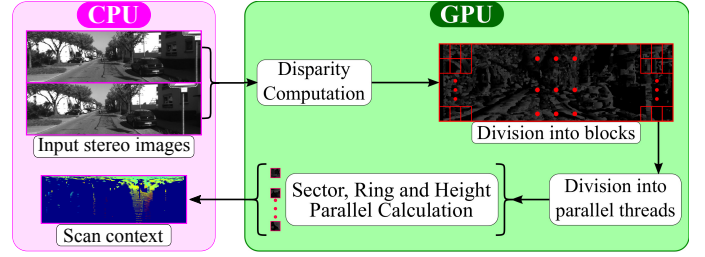 CPU
GPU
Input stereo images
Disparity
Computation
Division into blocks
Division into
parallel threads
Sector, Ring and Height
Parallel Calculation
Scan context